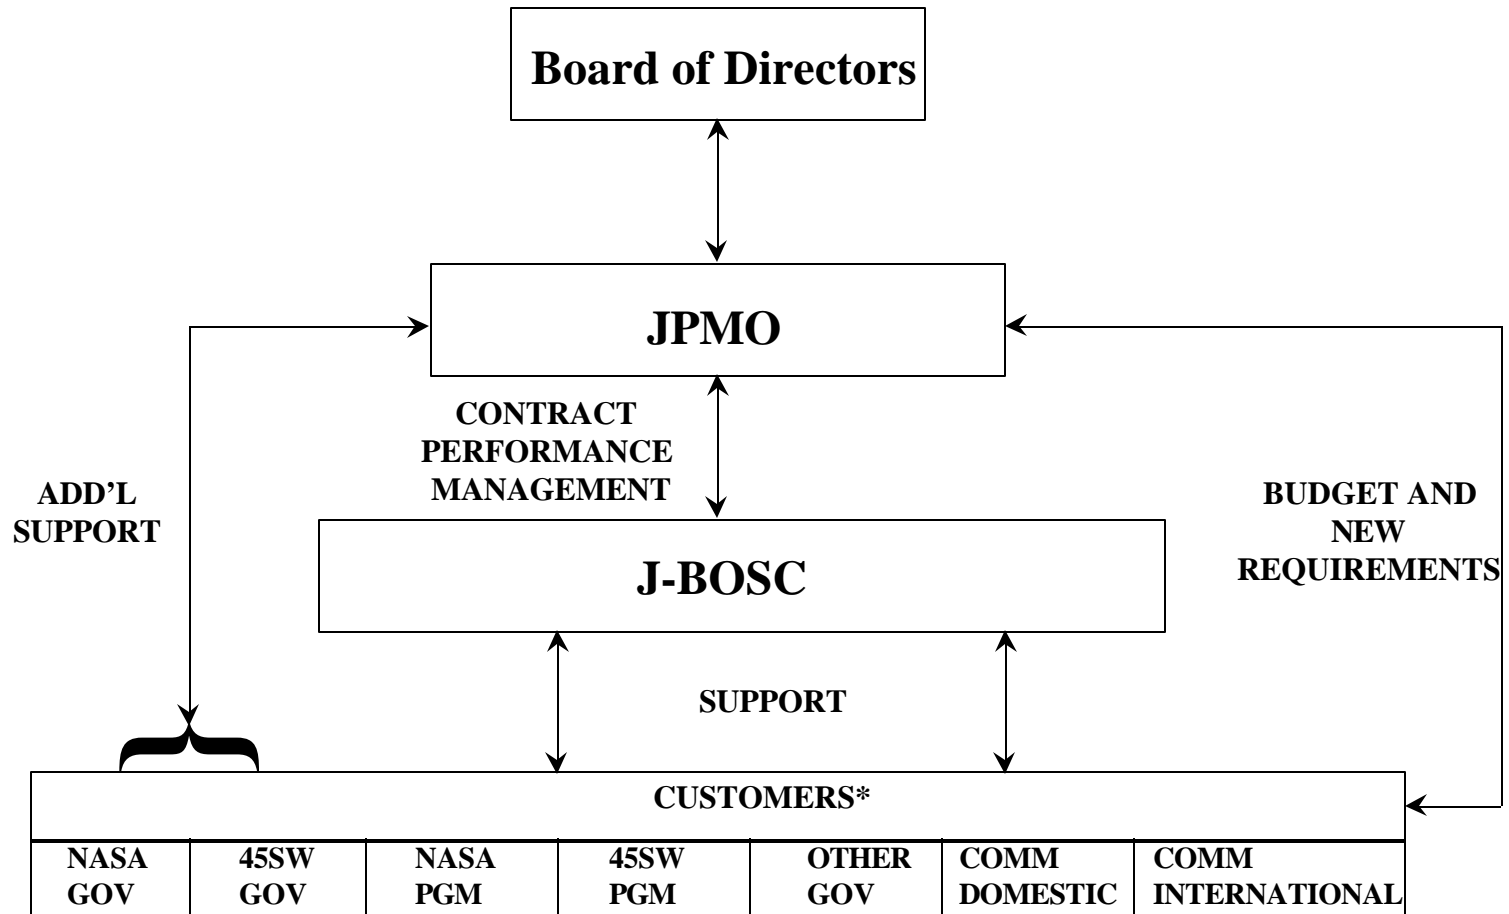 Board of Directors
JPMO
CONTRACT
PERFORMANCE
MANAGEMENT
ADD’L
SUPPORT
BUDGET AND
NEW
REQUIREMENTS
J-BOSC
SUPPORT
CUSTOMERS*
NASA
GOV
45SW
GOV
NASA
PGM
45SW
PGM
OTHER
GOV
COMM
DOMESTIC
COMM
INTERNATIONAL